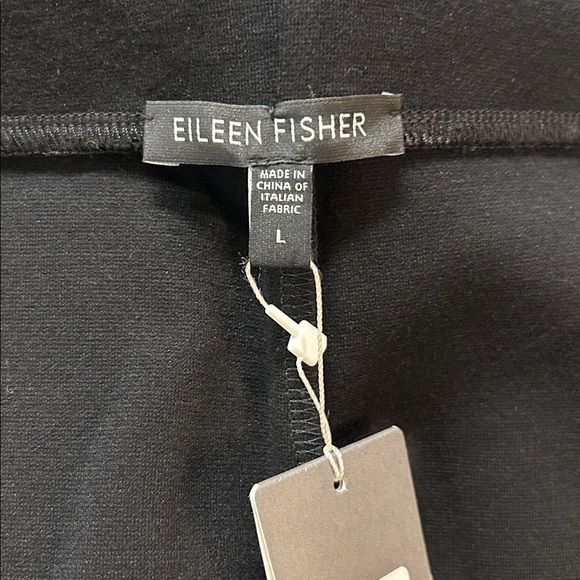 EILEEN FISHER
MADE IN
CHINA OF
ITALIAN
FABRIC
L